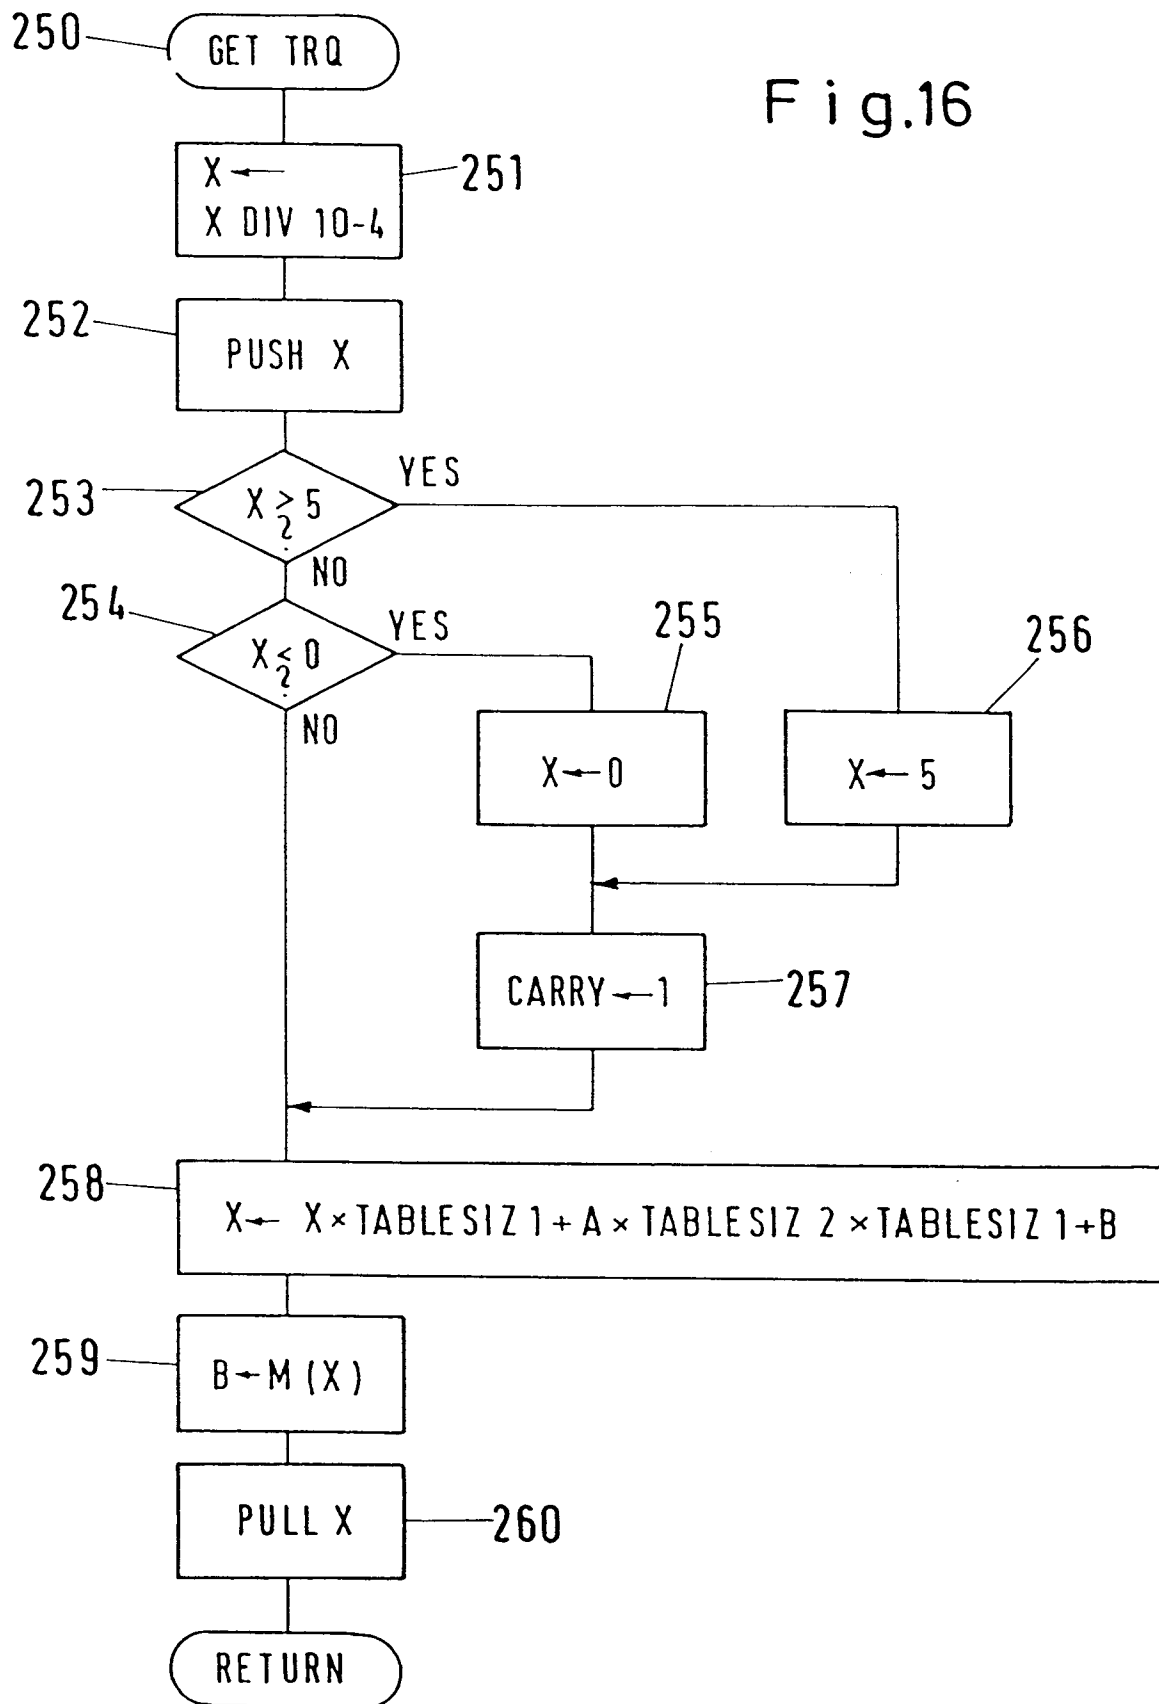 250
GET TRQ
Fig.16
X ←
X DIV 10-4
251
252
PUSH X
253
X ≥ 5
?
YES
NO
254
X < 0
?
YES
NO
255
256
X ← 0
X ← 5
CARRY ← 1
257
258
X ← X × TABLESIZ 1 + A × TABLESIZ 2 × TABLESIZ 1 + B
259
B ← M (X)
PULL X
260
RETURN